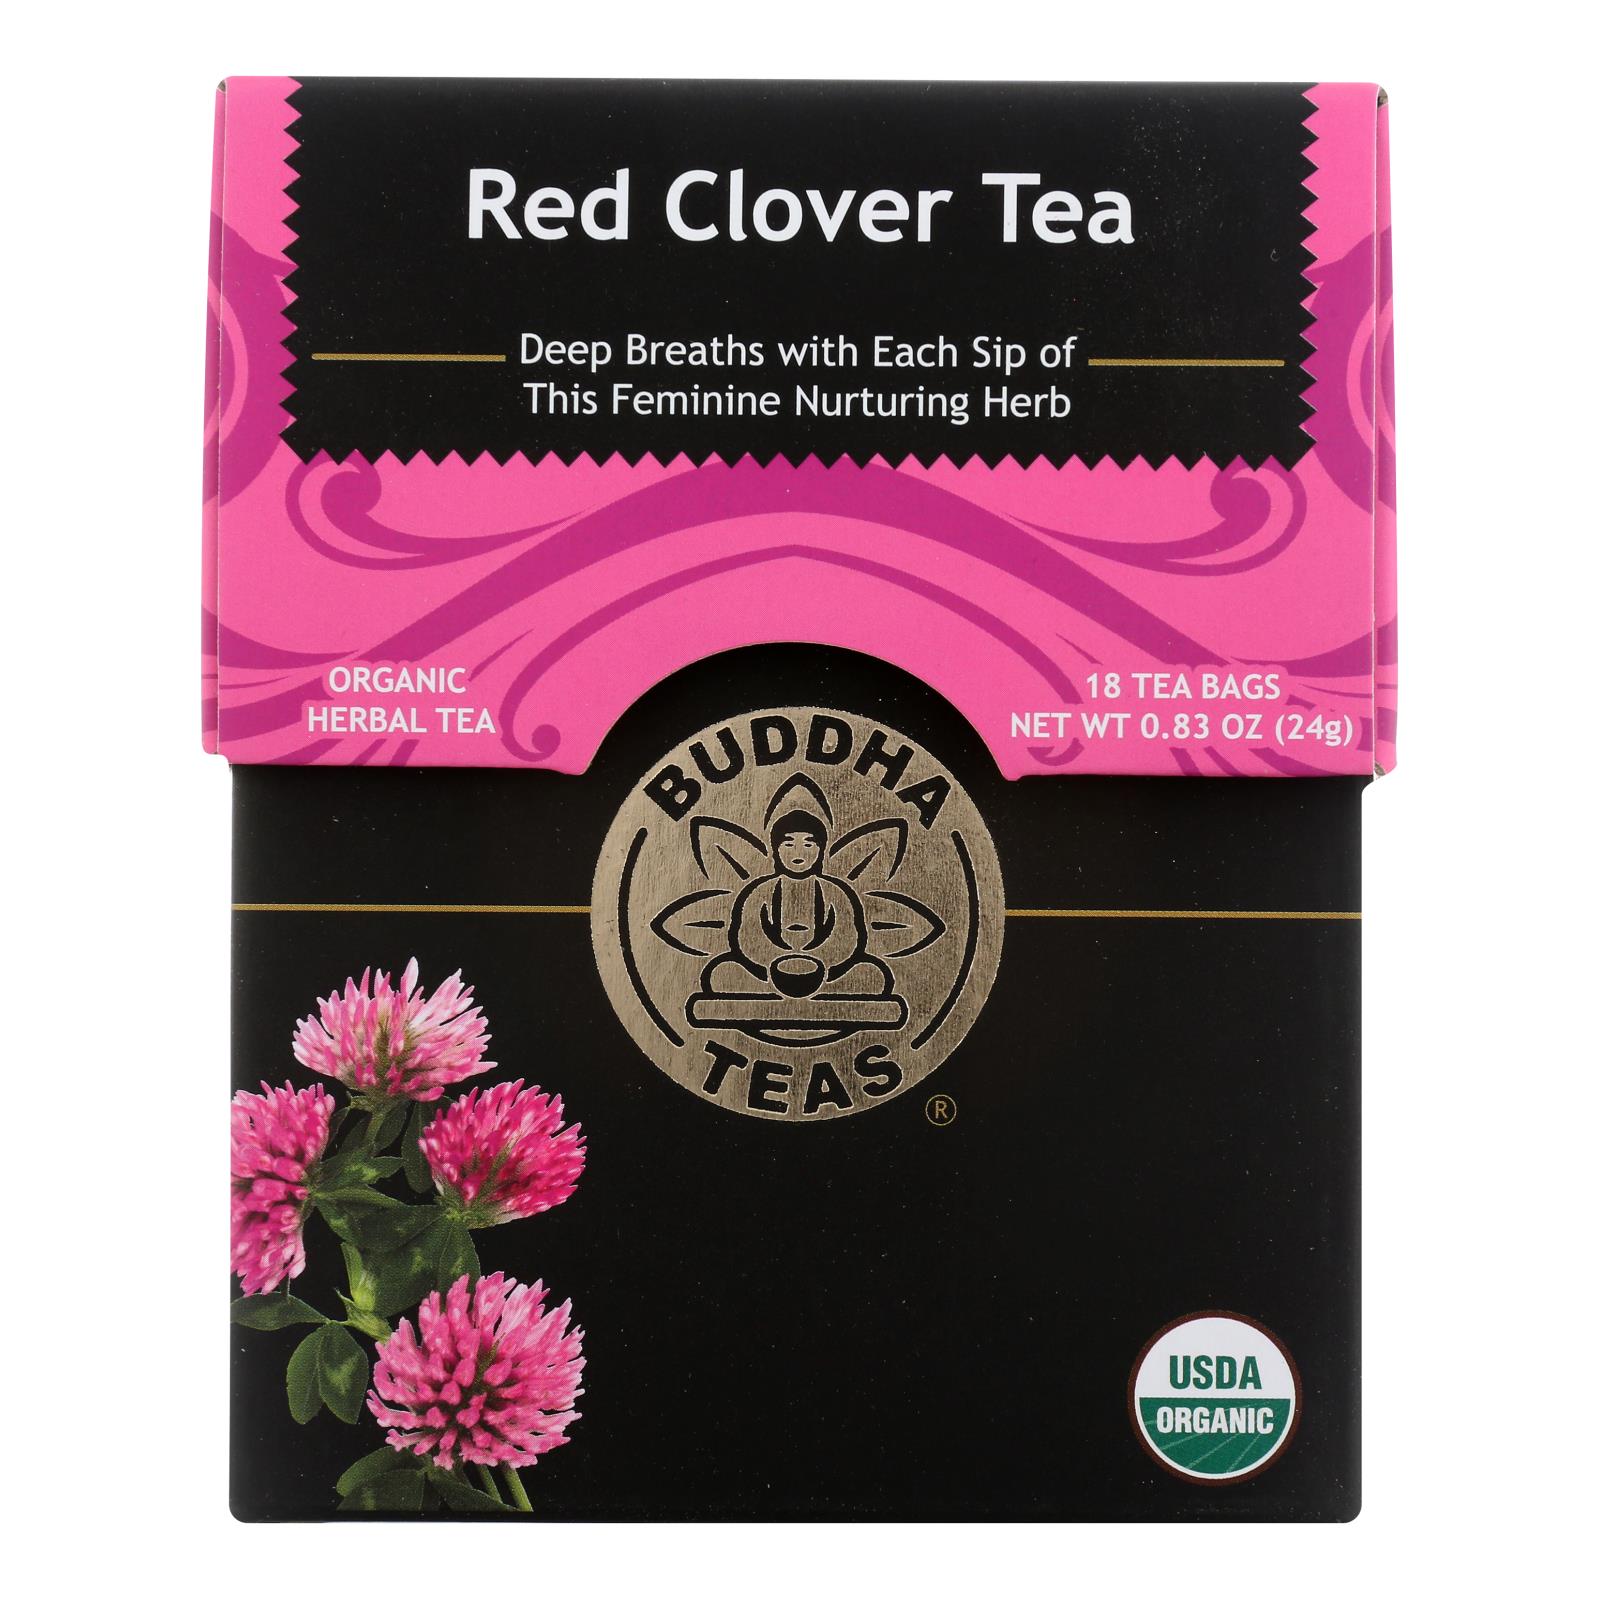 Red Clover Tea
Deep Breaths with Each Sip of
This Feminine Nurturing Herb
ORGANIC
HERBAL TEA
18 TEA BAGS
NET WT 0.83 OZ (24g)
BUDDHA
TEAS
®
USDA
ORGANIC